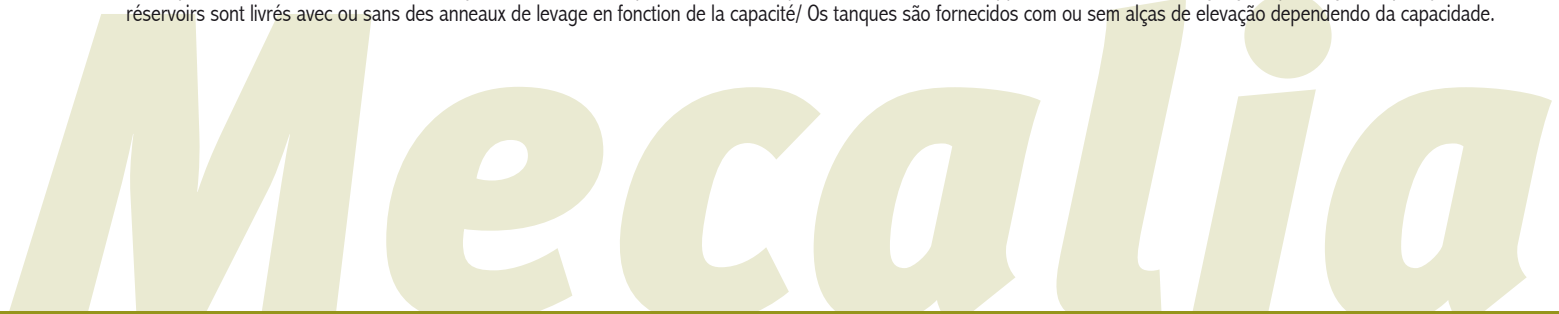 réservoirs sont livrés avec ou sans des anneaux de levage en fonction de la capacité/ Os tanques são fornecidos com ou sem alças de elevação dependendo da capacidade.
Mecalia